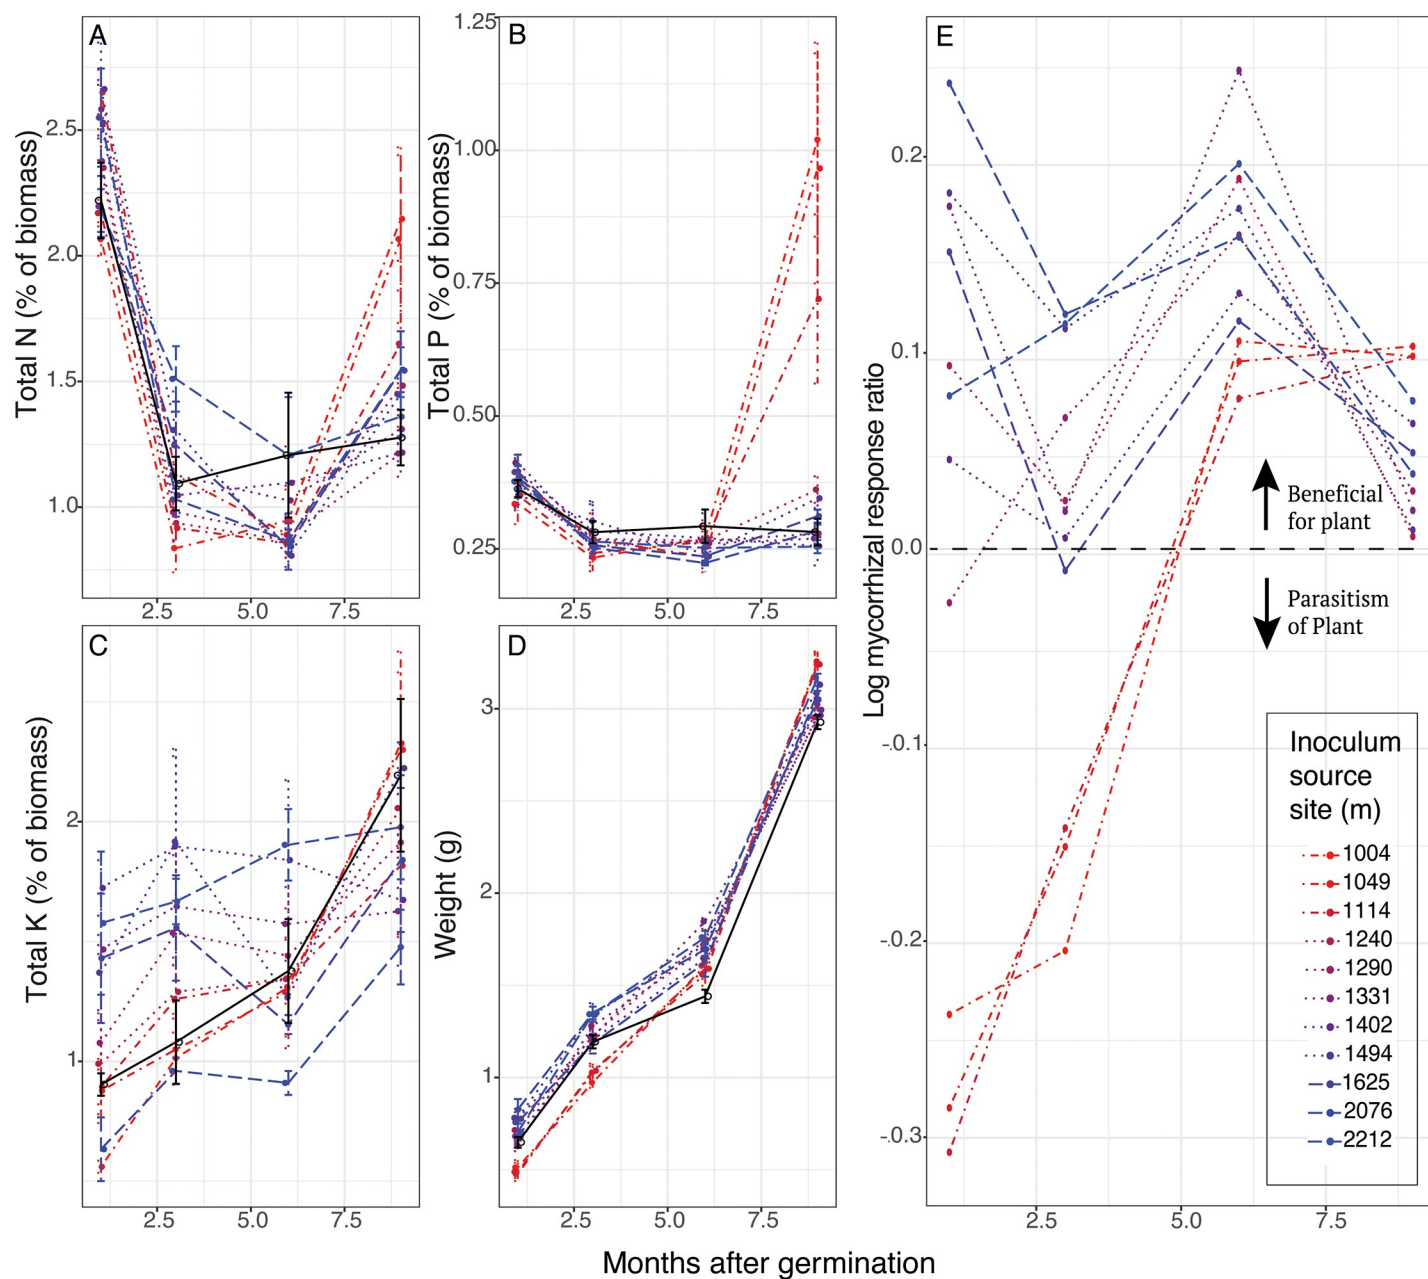 A
Total N (% of biomass)
2.5
2.0
1.5
1.0
2.5 5.0 7.5
B
Total P (% of biomass)
1.25
1.00
0.75
0.50
0.25
2.5 5.0 7.5
C
Total K (% of biomass)
2
1
2.5 5.0 7.5
D
Weight (g)
3
2
1
2.5 5.0 7.5
E
Log mycorrhizal response ratio
0.2
0.1
0.0
-0.1
-0.2
-0.3
Beneficial
for plant
Parasitism
of Plant
Inoculum
source
site (m)
1004
1049
1114
1240
1290
1331
1402
1494
1625
2076
2212
2.5 5.0 7.5
Months after germination